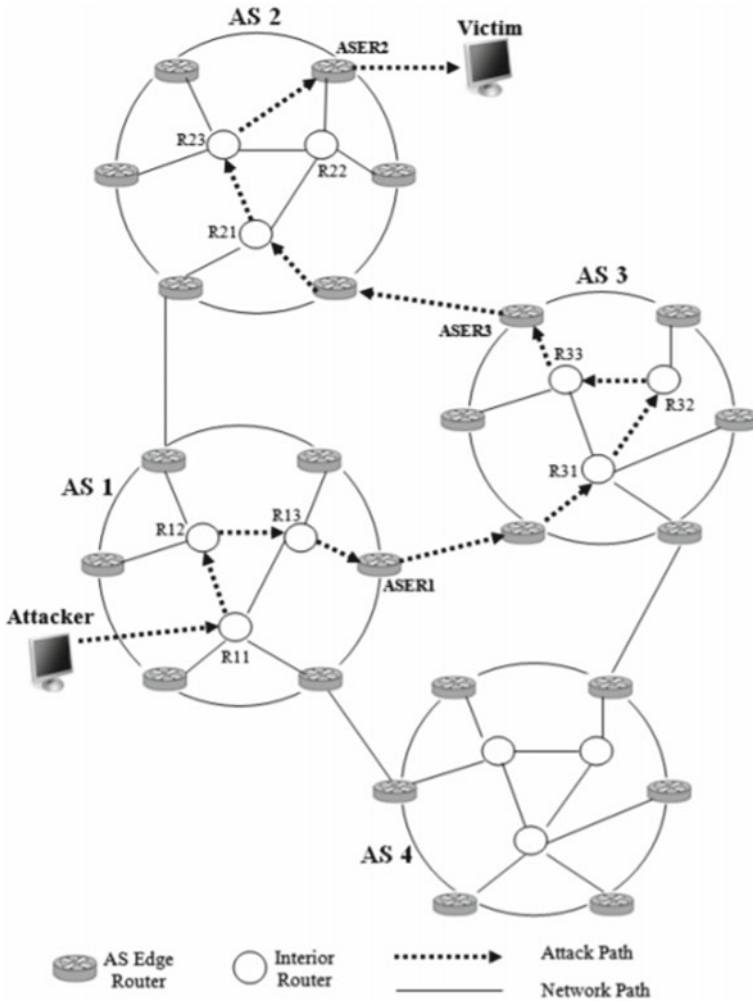 AS 2
Victim
ASER2
R23
R22
R21
AS 3
ASER3
R33
R32
R31
AS 1
R12
R13
ASER1
Attacker
R11
AS 4
AS Edge
Router
Interior
Router
Attack Path
Network Path